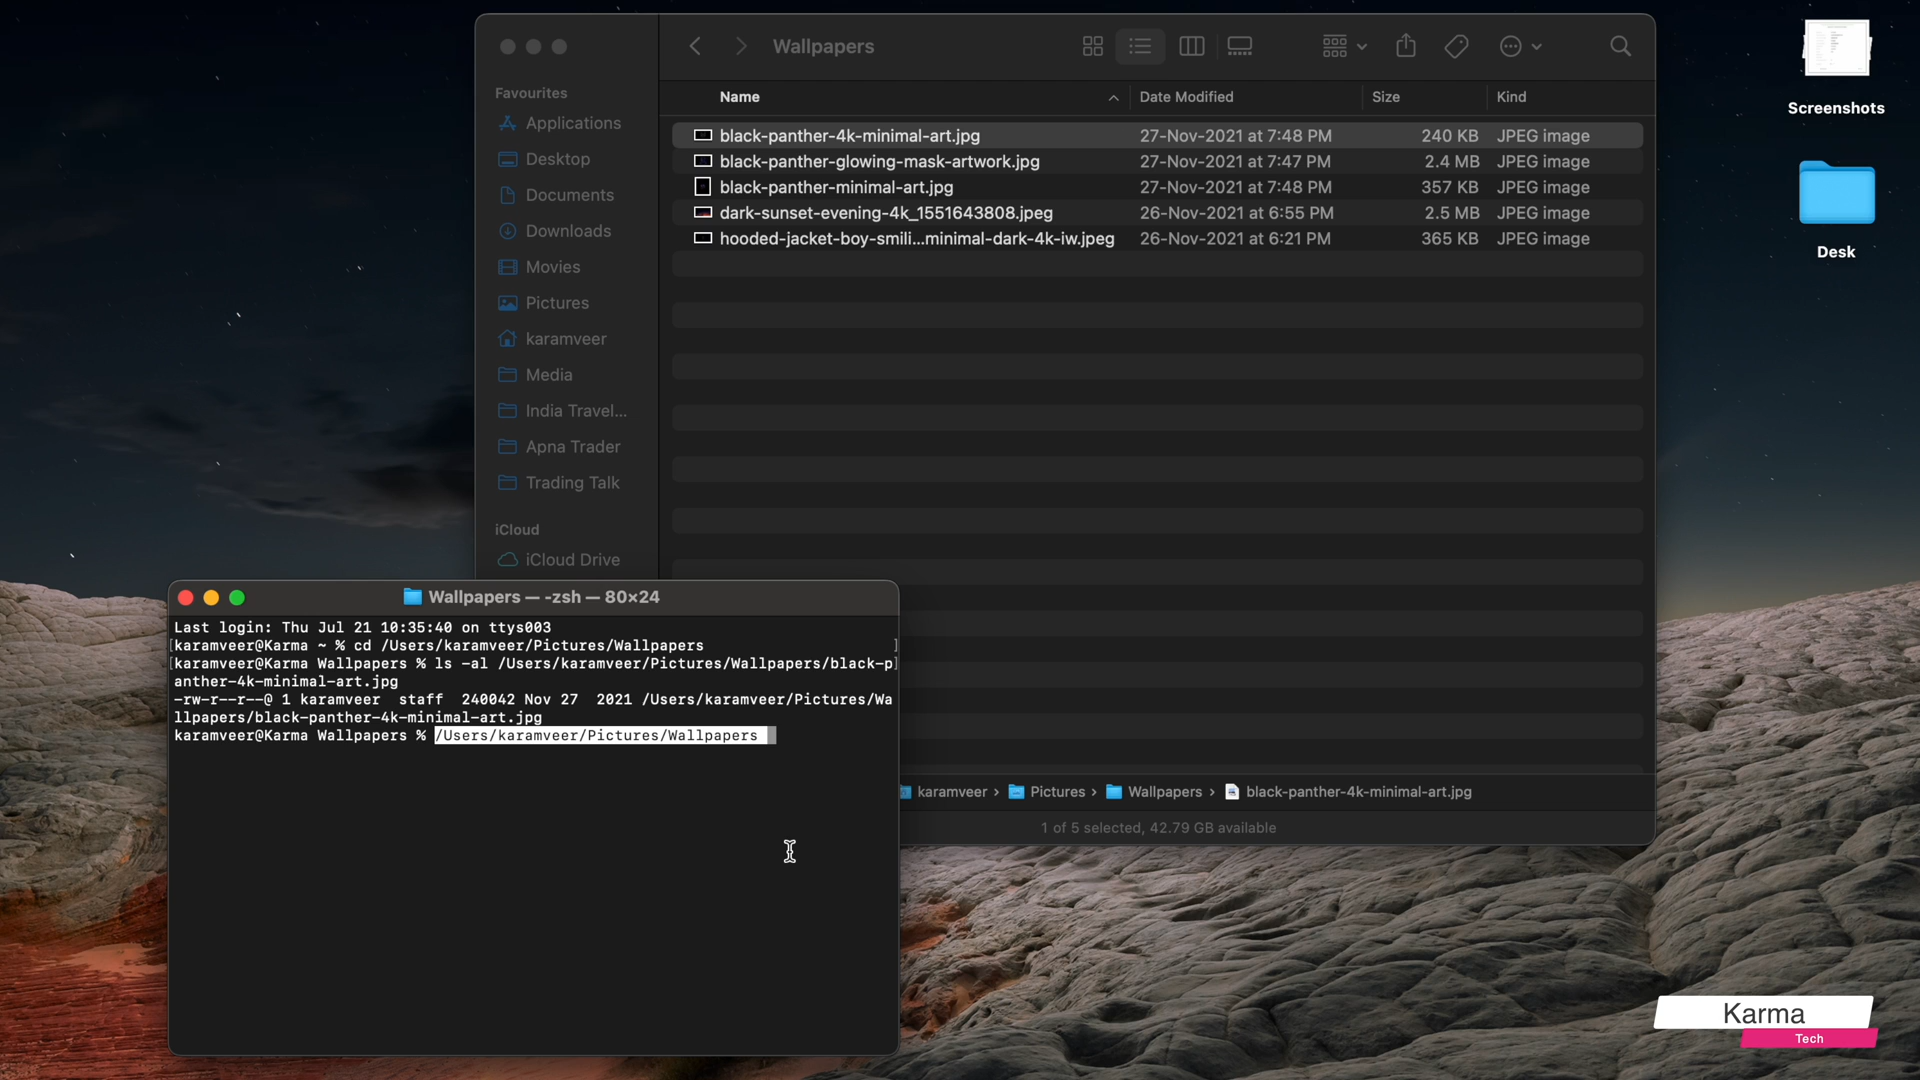 Wallpapers
Favourites
Applications
Desktop
Documents
Downloads
Movies
Pictures
karamveer
Media
India Travel...
Apna Trader
Trading Talk
iCloud
iCloud Drive
Name Date Modified Size Kind
black-panther-4k-minimal-art.jpg 27-Nov-2021 at 7:48 PM 240 KB JPEG image
black-panther-glowing-mask-artwork.jpg 27-Nov-2021 at 7:47 PM 2.4 MB JPEG image
black-panther-minimal-art.jpg 27-Nov-2021 at 7:48 PM 357 KB JPEG image
dark-sunset-evening-4k_1551643808.jpeg 26-Nov-2021 at 6:55 PM 2.5 MB JPEG image
hooded-jacket-boy-smili...minimal-dark-4k-iw.jpeg 26-Nov-2021 at 6:21 PM 365 KB JPEG image
karamveer › Pictures › Wallpapers › black-panther-4k-minimal-art.jpg
1 of 5 selected, 42.79 GB available
Wallpapers — -zsh — 80×24
Last login: Thu Jul 21 10:35:40 on ttys003
[karamveer@Karma ~ % cd /Users/karamveer/Pictures/Wallpapers ]
[karamveer@Karma Wallpapers % ls -al /Users/karamveer/Pictures/Wallpapers/black-p]
anther-4k-minimal-art.jpg
-rw-r--r--@ 1 karamveer  staff  240042 Nov 27  2021 /Users/karamveer/Pictures/Wa
llpapers/black-panther-4k-minimal-art.jpg
karamveer@Karma Wallpapers % /Users/karamveer/Pictures/Wallpapers
Screenshots
Desk
Karma
Tech